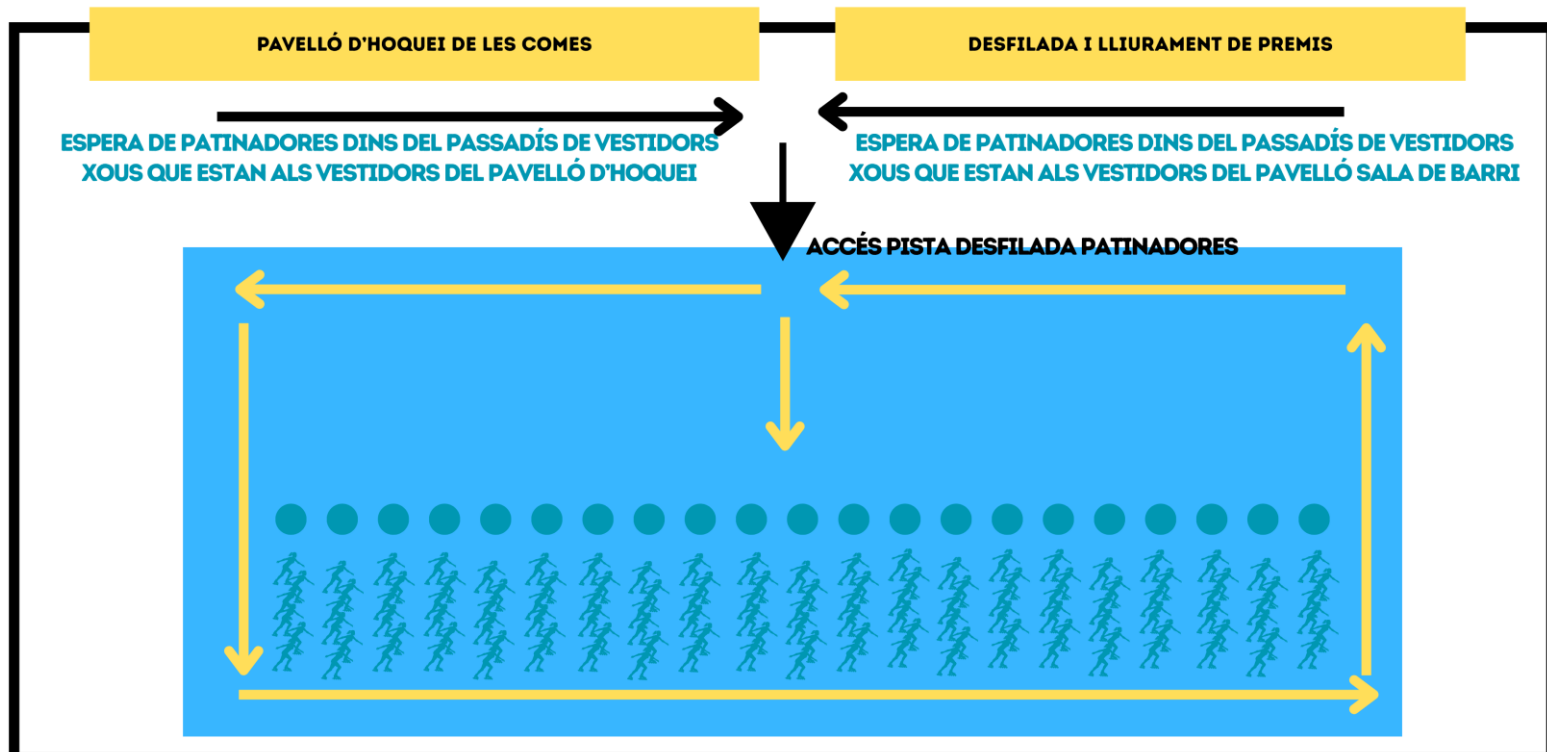 PAVELLÓ D'HOQUEI DE LES COMES
DESFILADA I LLIURAMENT DE PREMIS
ESPERA DE PATINADORES DINS DEL PASSADÍS DE VESTIDORS
XOUS QUE ESTAN ALS VESTIDORS DEL PAVELLÓ D'HOQUEI
ESPERA DE PATINADORES DINS DEL PASSADÍS DE VESTIDORS
XOUS QUE ESTAN ALS VESTIDORS DEL PAVELLÓ SALA DE BARRI
ACCÉS PISTA DESFILADA PATINADORES